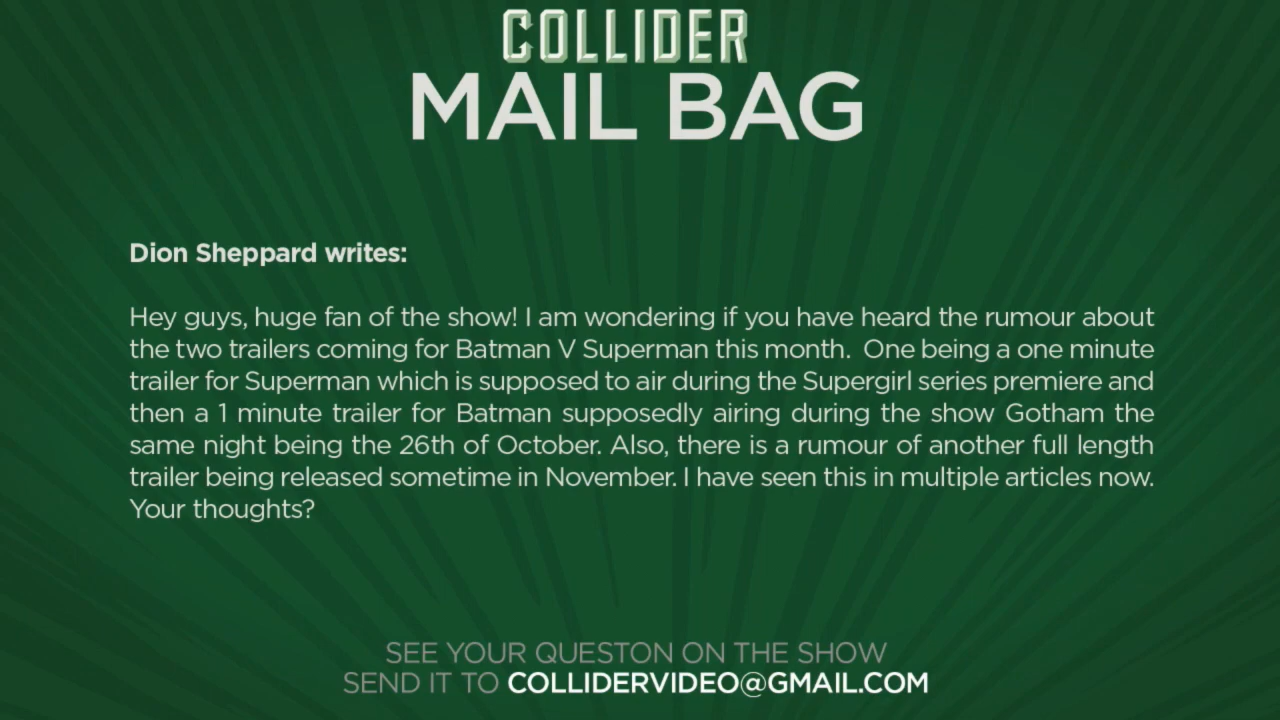 COLLIDER
MAIL BAG
Dion Sheppard writes:
Hey guys, huge fan of the show! I am wondering if you have heard the rumour about
the two trailers coming for Batman V Superman this month.  One being a one minute
trailer for Superman which is supposed to air during the Supergirl series premiere and
then a 1 minute trailer for Batman supposedly airing during the show Gotham the
same night being the 26th of October. Also, there is a rumour of another full length
trailer being released sometime in November. I have seen this in multiple articles now.
Your thoughts?
SEE YOUR QUESTON ON THE SHOW
SEND IT TO COLLIDERVIDEO@GMAIL.COM